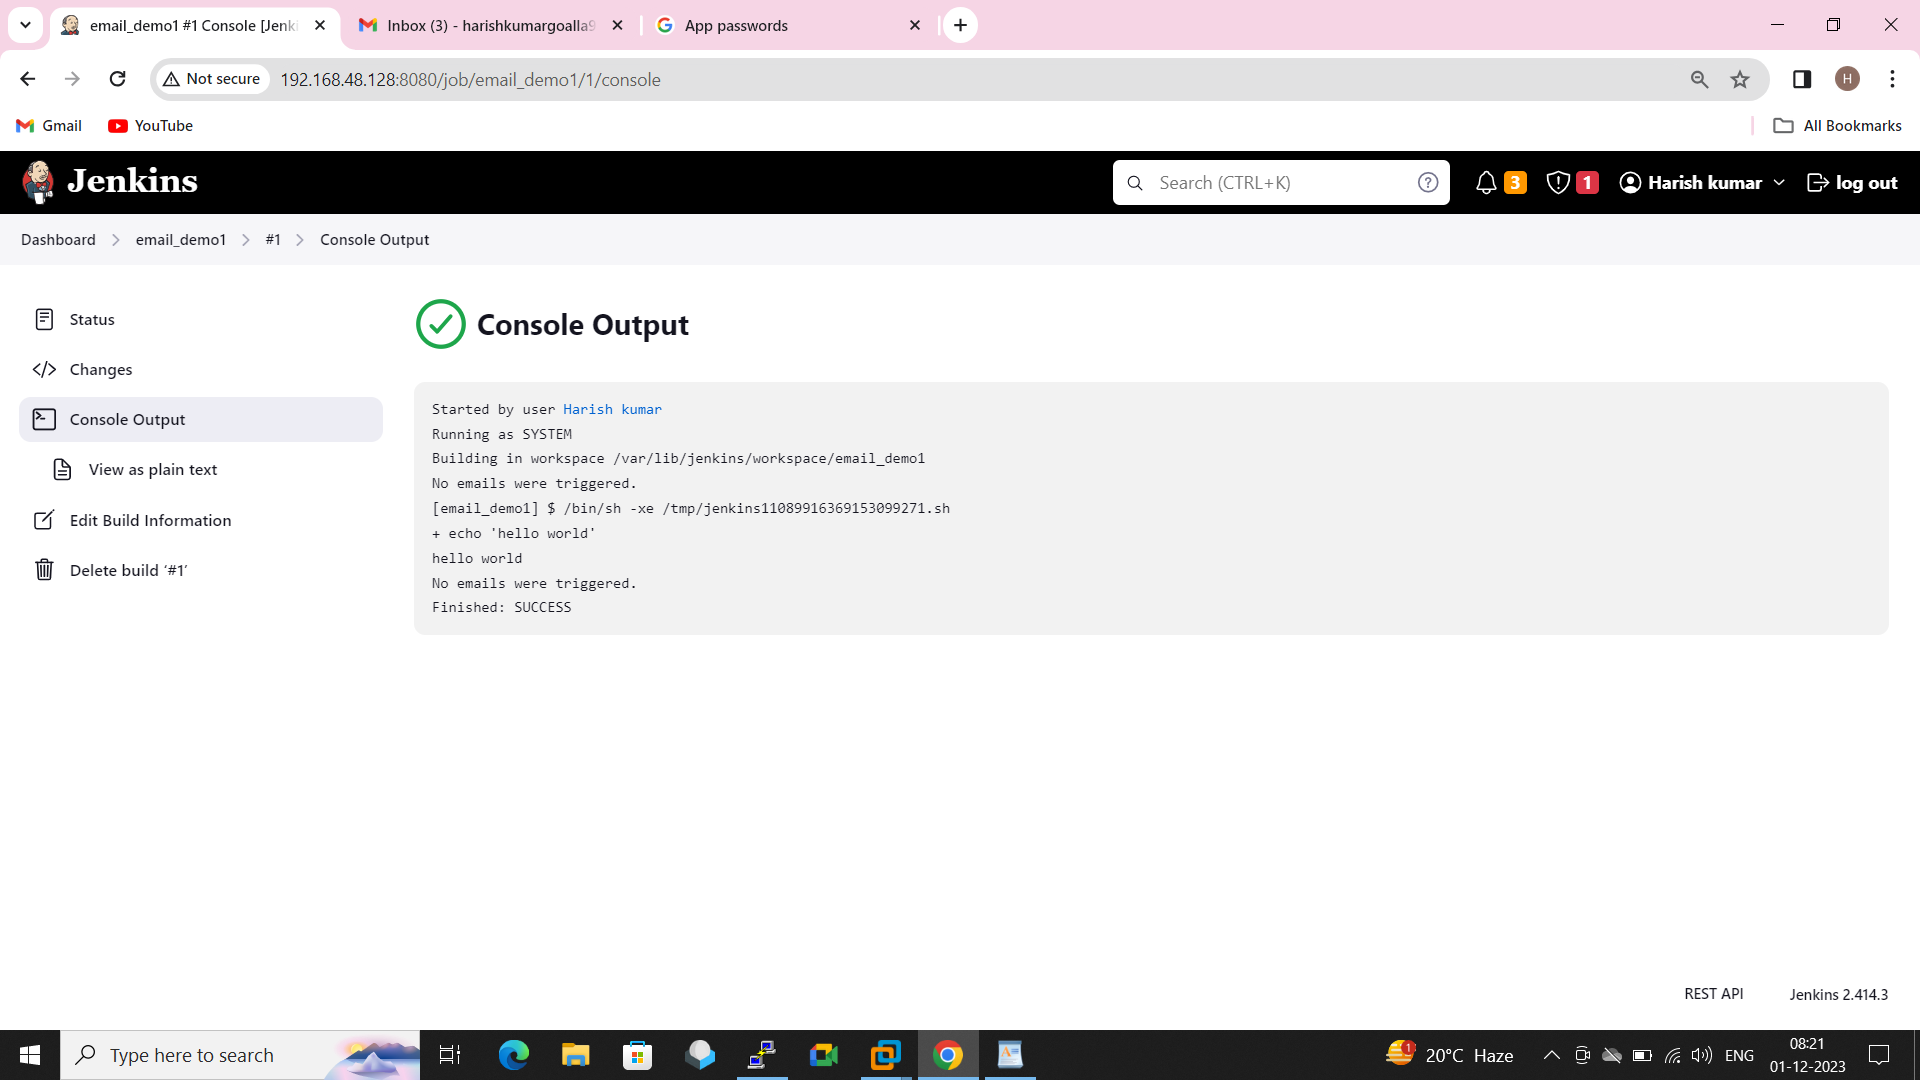 email_demo1 #1 Console [Jenki
Inbox (3) - harishkumargoalla9
App passwords
Not secure
192.168.48.128:8080/job/email_demo1/1/console
H
Gmail
YouTube
All Bookmarks
Jenkins
Search (CTRL+K)
3
1
Harish kumar
log out
Dashboard
email_demo1
#1
Console Output
Status
Changes
Console Output
View as plain text
Edit Build Information
Delete build ‘#1’
Console Output
Started by user Harish kumar
Running as SYSTEM
Building in workspace /var/lib/jenkins/workspace/email_demo1
No emails were triggered.
[email_demo1] $ /bin/sh -xe /tmp/jenkins11089916369153099271.sh
+ echo 'hello world'
hello world
No emails were triggered.
Finished: SUCCESS
REST API
Jenkins 2.414.3
Type here to search
1
20°C Haze
ENG
08:21
01-12-2023